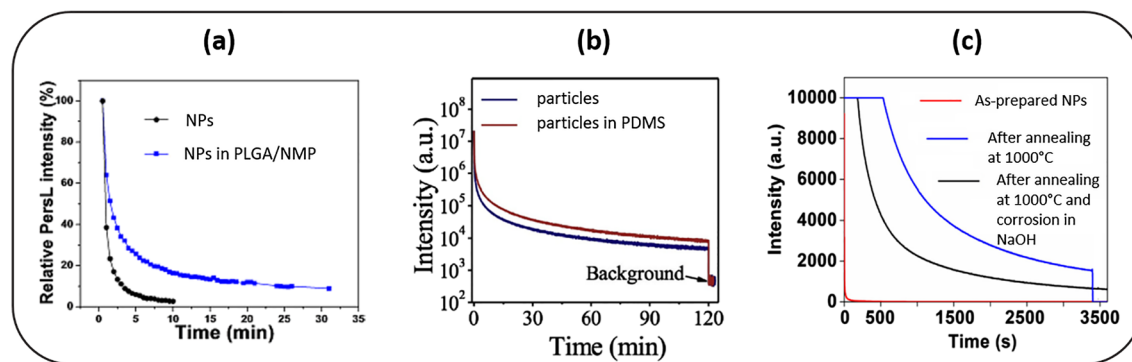 (a)
Relative PersL intensity (%)
100
80
60
40
20
0
NPs
NPs in PLGA/NMP
0 5 10 15 20 25 30 35
Time (min)
(b)
Intensity (a.u.)
10⁸
10⁷
10⁶
10⁵
10⁴
10³
10²
particles
particles in PDMS
Background
0 30 60 90 120
Time (min)
(c)
Intensity (a.u.)
10000
8000
6000
4000
2000
0
As-prepared NPs
After annealing
at 1000°C
After annealing
at 1000°C and
corrosion in
NaOH
0 500 1500 2500 3500
Time (s)